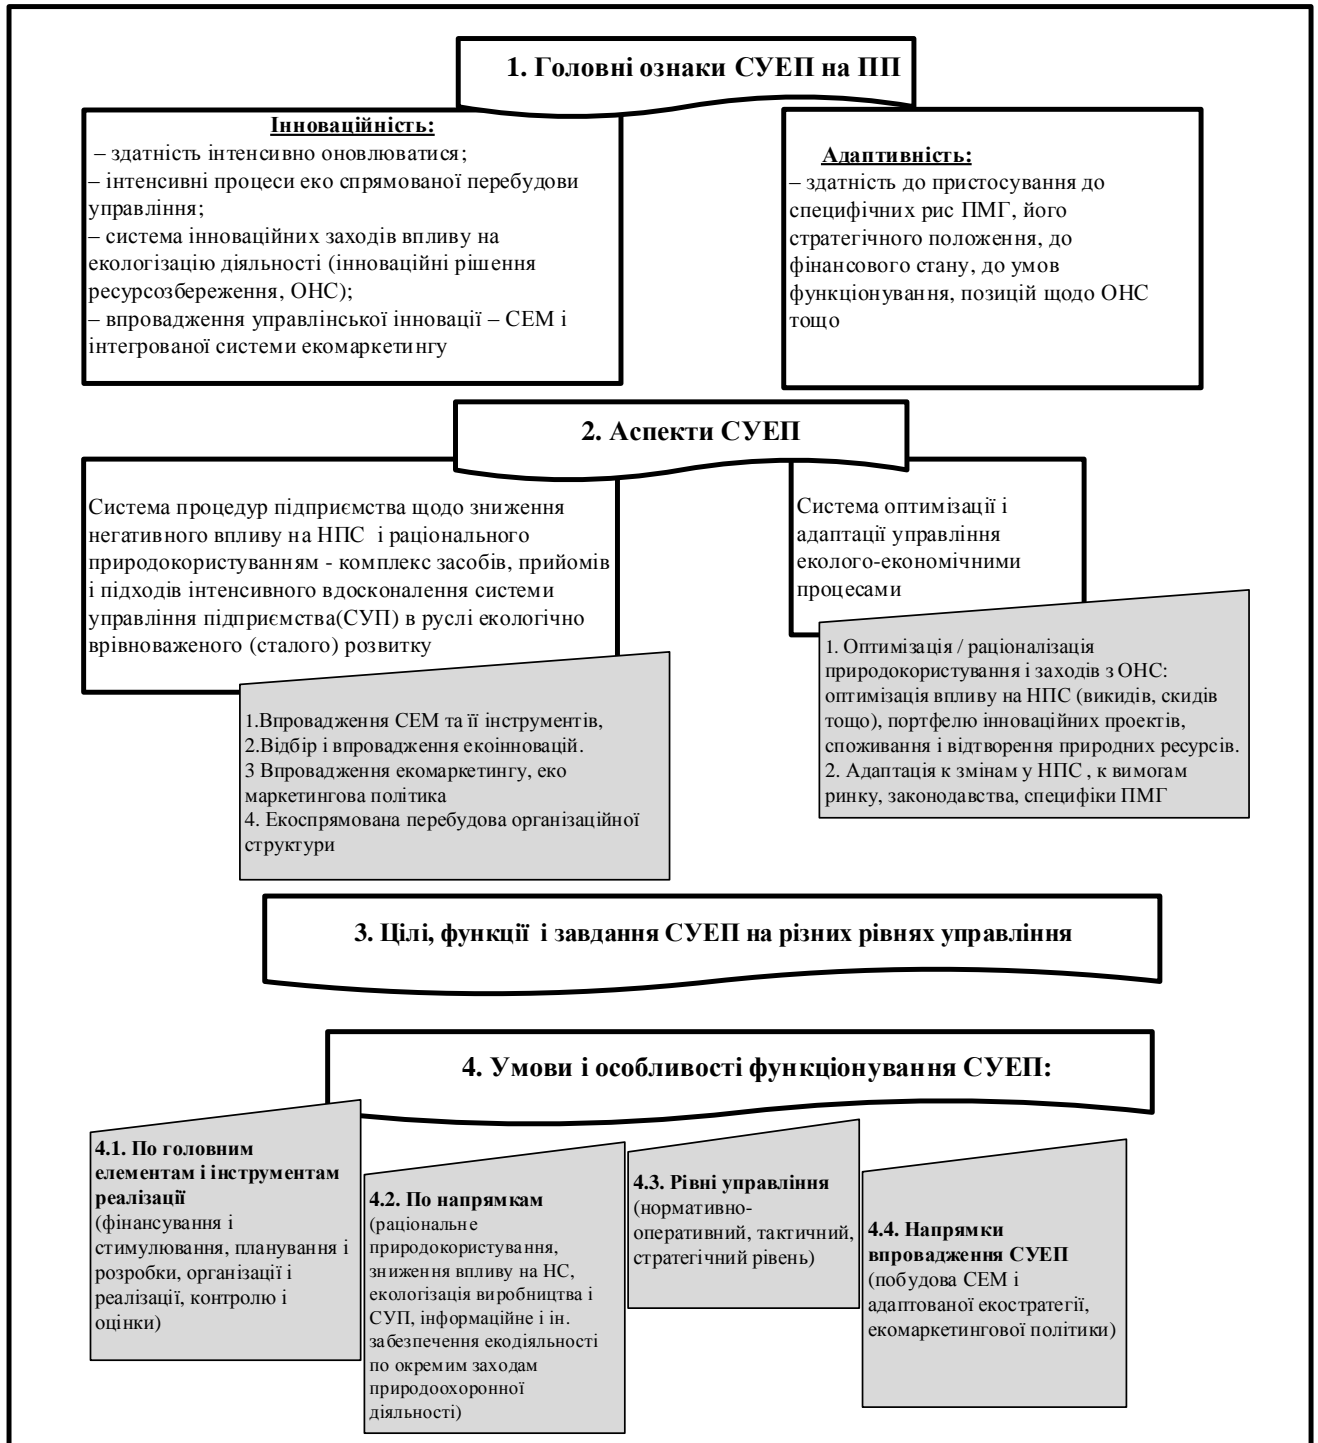 1. Головні ознаки СУЕП на ПП
Інноваційність:
– здатність інтенсивно оновлюватися;
– інтенсивні процеси еко спрямованої перебудови
управління;
– система інноваційних заходів впливу на
екологізацію діяльності (інноваційні рішення
ресурсозбереження, ОНС);
– впровадження управлінської інновації – СЕМ і
інтегрованої системи екомаркетингу
Адаптивність:
– здатність до пристосування до
специфічних рис ПМГ, його
стратегічного положення, до
фінансового стану, до умов
функціонування, позицій щодо ОНС
тощо
2. Аспекти СУЕП
Система процедур підприємства щодо зниження
негативного впливу на НПС і раціонального
природокористуванням - комплекс засобів, прийомів
і підходів інтенсивного вдосконалення системи
управління підприємства(СУП) в руслі екологічно
врівноваженого (сталого) розвитку
Система оптимізації і
адаптації управління
еколого-економічними
процесами
1.Впровадження СЕМ та її інструментів,
2.Відбір і впровадження екоінновацій.
3 Впровадження екомаркетингу, еко
маркетингова політика
4. Екоспрямована перебудова організаційної
структури
1. Оптимізація / раціоналізація
природокористування і заходів з ОНС:
оптимізація впливу на НПС (викидів, скидів
тощо), портфелю інноваційних проектів,
споживання і відтворення природних ресурсів.
2. Адаптація к змінам у НПС , к вимогам
ринку, законодавства, специфіки ПМГ
3. Цілі, функції і завдання СУЕП на різних рівнях управління
4. Умови і особливості функціонування СУЕП:
4.1. По головним
елементам і інструментам
реалізації
(фінансування і
стимулювання, планування і
розробки, організації і
реалізації, контролю і
оцінки)
4.2. По напрямкам
(раціональне
природокористування,
зниження впливу на НС,
екологізація виробництва і
СУП, інформаційне і ін.
забезпечення екодіяльності
по окремим заходам
природоохоронної
діяльності)
4.3. Рівні управління
(нормативно-
оперативний, тактичний,
стратегічний рівень)
4.4. Напрямки
впровадження СУЕП
(побудова СЕМ і
адаптованої екостратегії,
екомаркетингової політики)